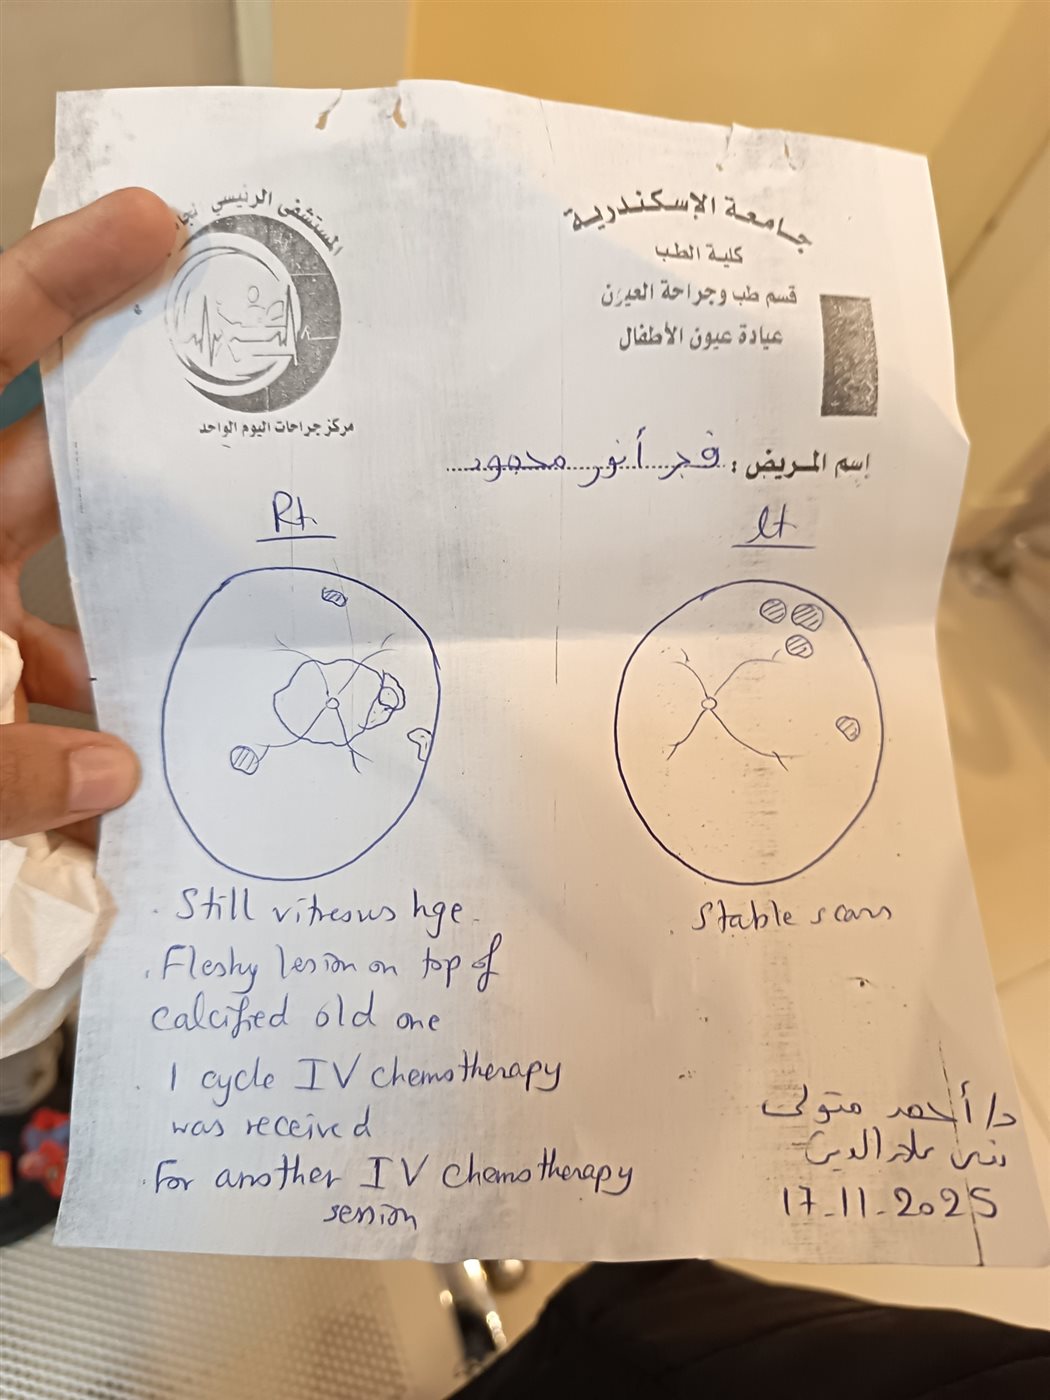 المستشفى الرئيسي
مركز جراحات اليوم الواحد
جامعة الإسكندرية
كلية الطب
قسم طب وجراحة العيون
عيادة عيون الأطفال
إسم المريض : فجر أنور محمود
Rt
lt
. Still vitreous hge.
. Fleshy lesion on top of
calcified old one
. 1 cycle IV chemotherapy
was received
. For another IV chemotherapy
session
. Stable scars
د/ أحمد متولى
17-11-2025